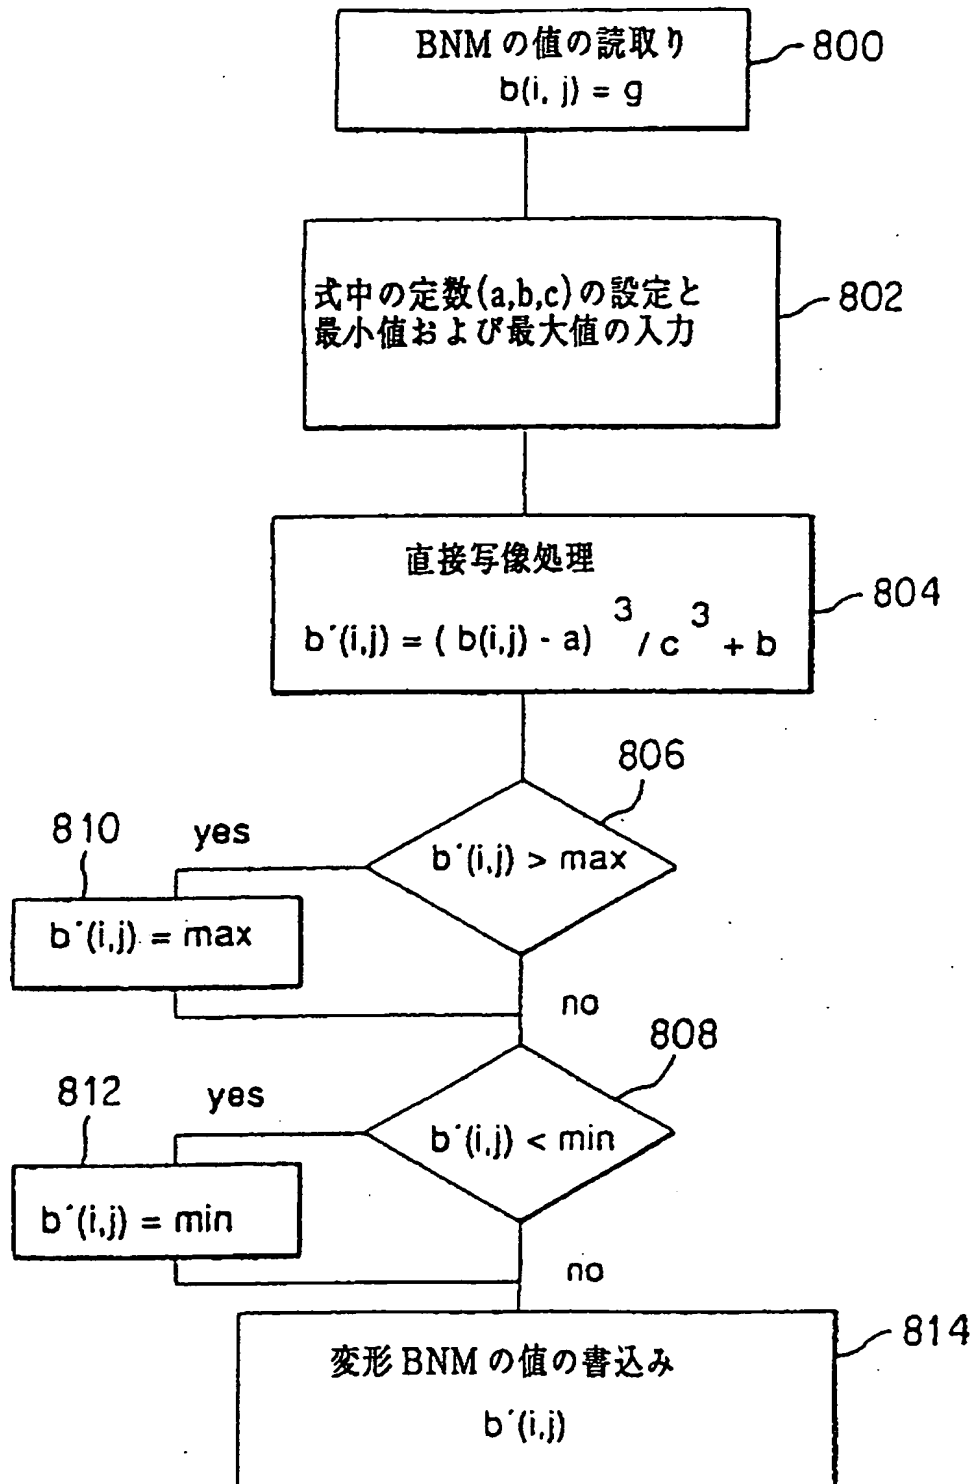 BNM の値の読取り
b(i, j) = g
800
式中の定数(a,b,c)の設定と
最小値および最大値の入力
802
直接写像処理
b´(i,j) = ( b(i,j) - a) 3 / c 3 + b
804
806
b´(i,j) > max
yes
810
b´(i,j) = max
no
808
b´(i,j) < min
yes
812
b´(i,j) = min
no
814
変形 BNM の値の書込み
b´(i,j)